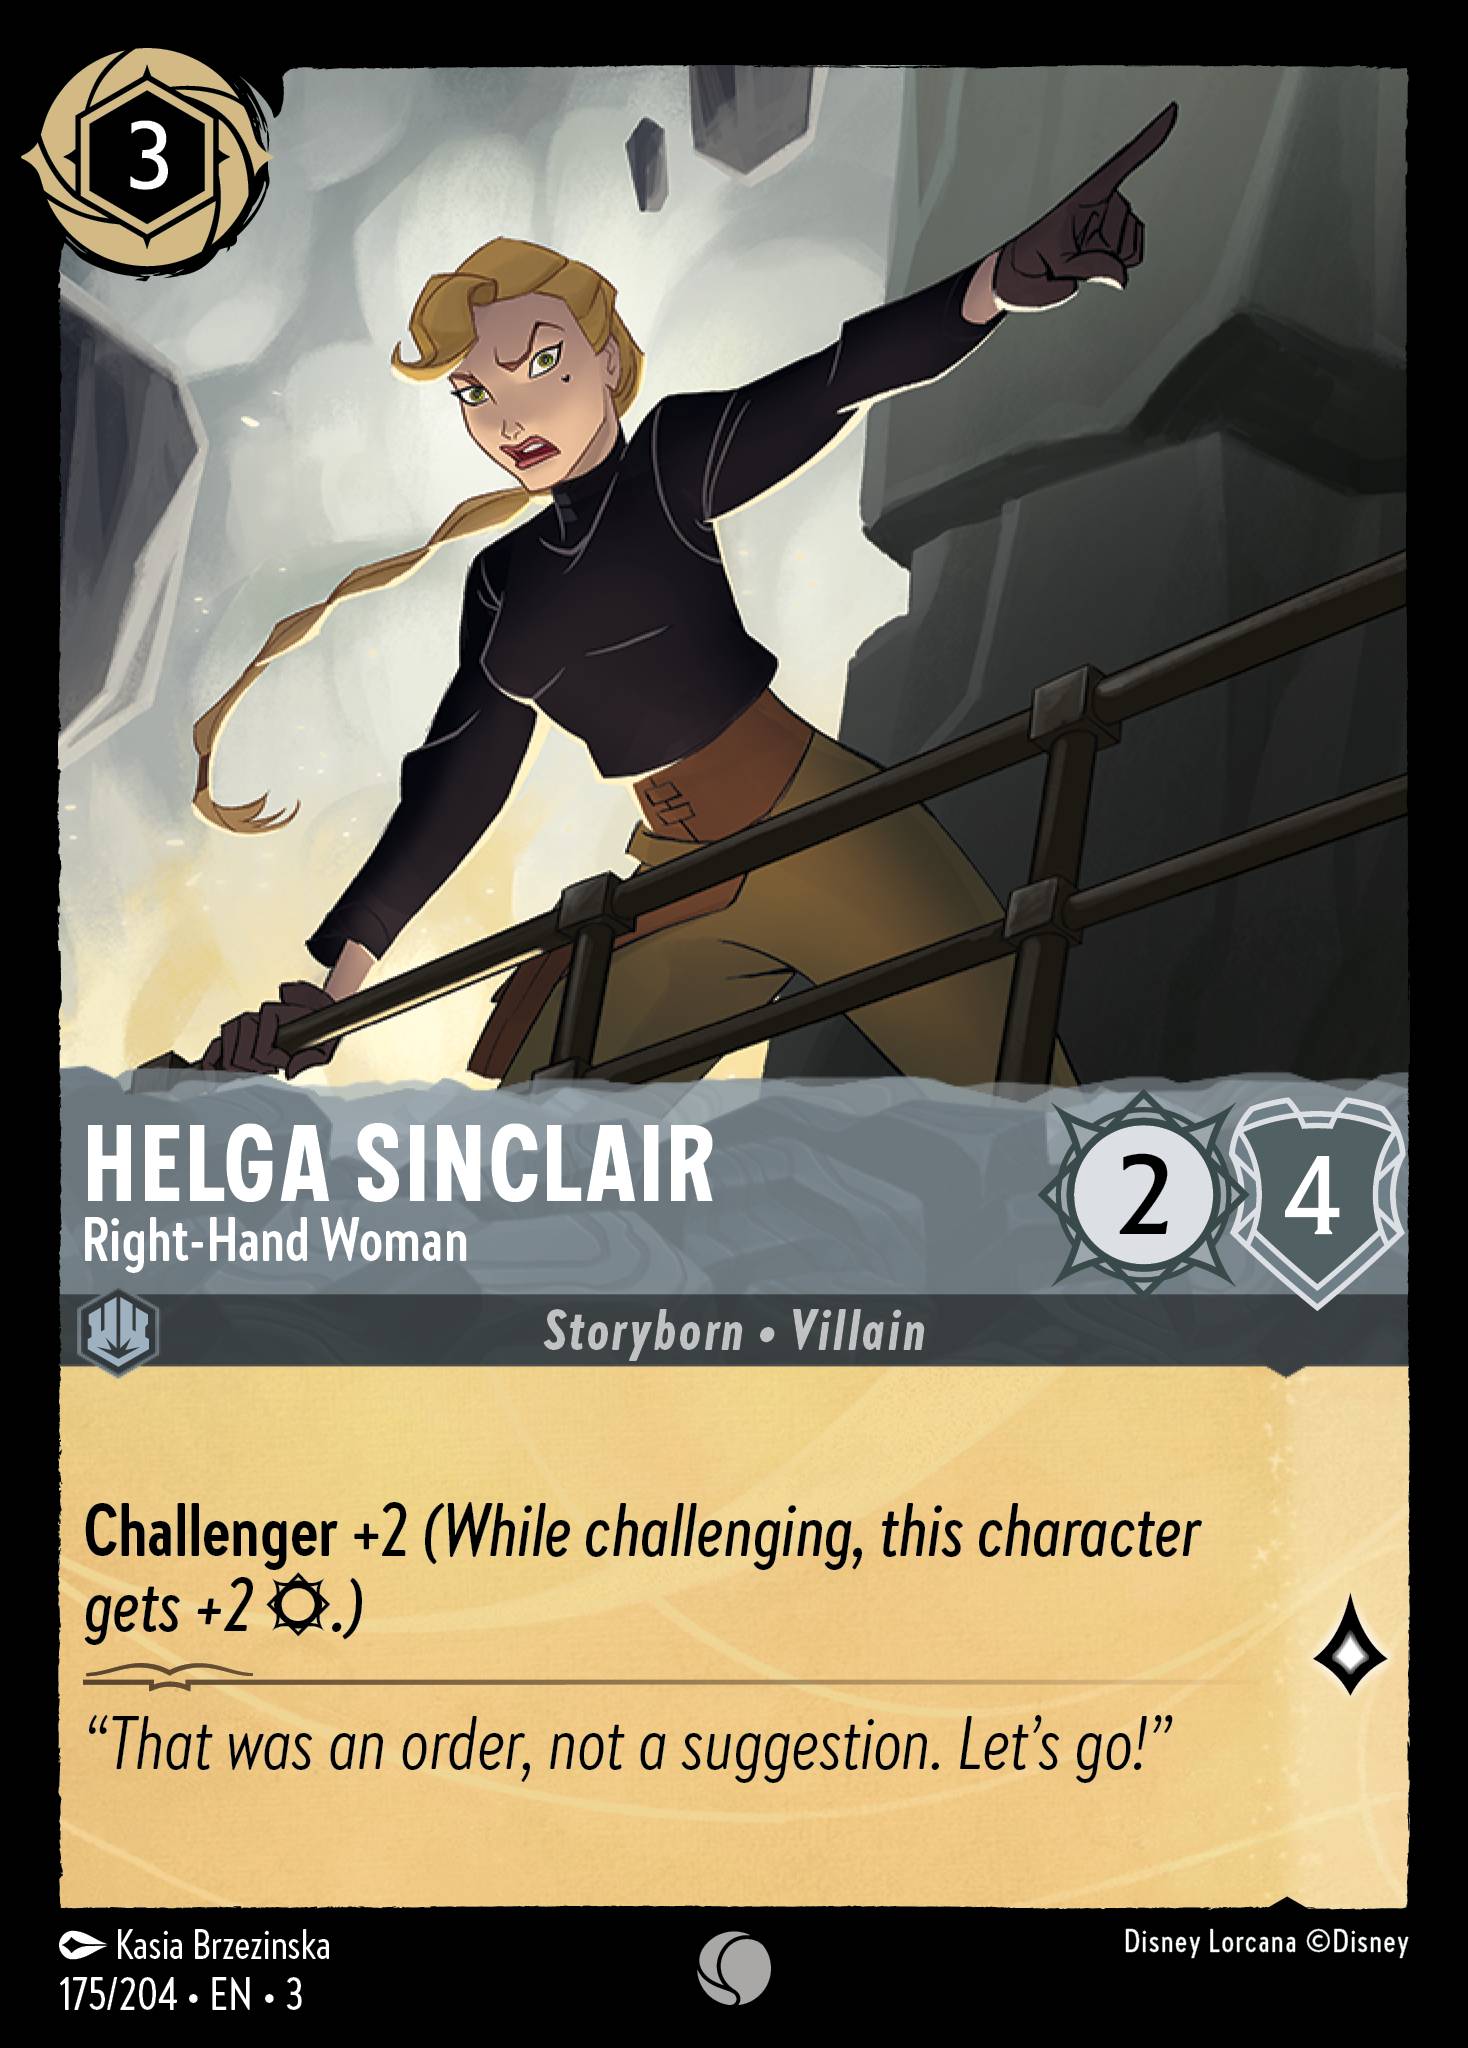 3
HELGA SINCLAIR
Right-Hand Woman
2
4
Storyborn • Villain
Challenger +2 (While challenging, this character
gets +2 .)
“That was an order, not a suggestion. Let’s go!”
Kasia Brzezinska
175/204 • EN • 3
Disney Lorcana ©Disney